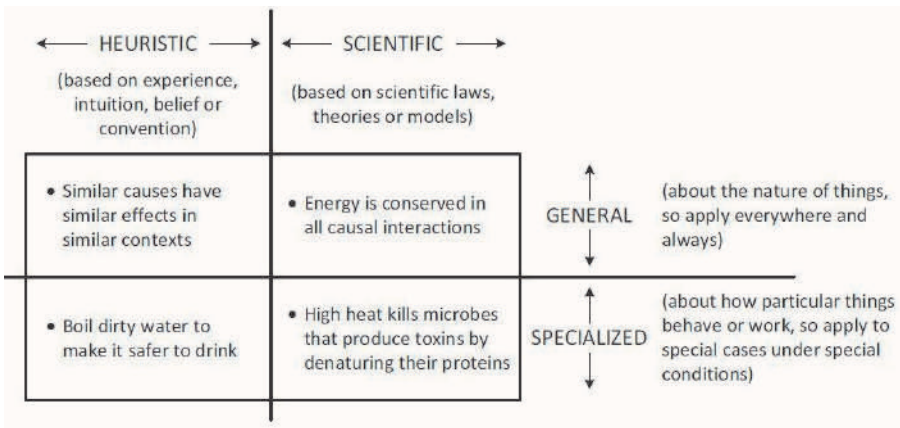 HEURISTIC
(based on experience,
intuition, belief or
convention)
SCIENTIFIC
(based on scientific laws,
theories or models)
• Similar causes have
similar effects in
similar contexts
• Energy is conserved in
all causal interactions
GENERAL
(about the nature of things,
so apply everywhere and
always)
• Boil dirty water to
make it safer to drink
• High heat kills microbes
that produce toxins by
denaturing their proteins
SPECIALIZED
(about how particular things
behave or work, so apply to
special cases under special
conditions)